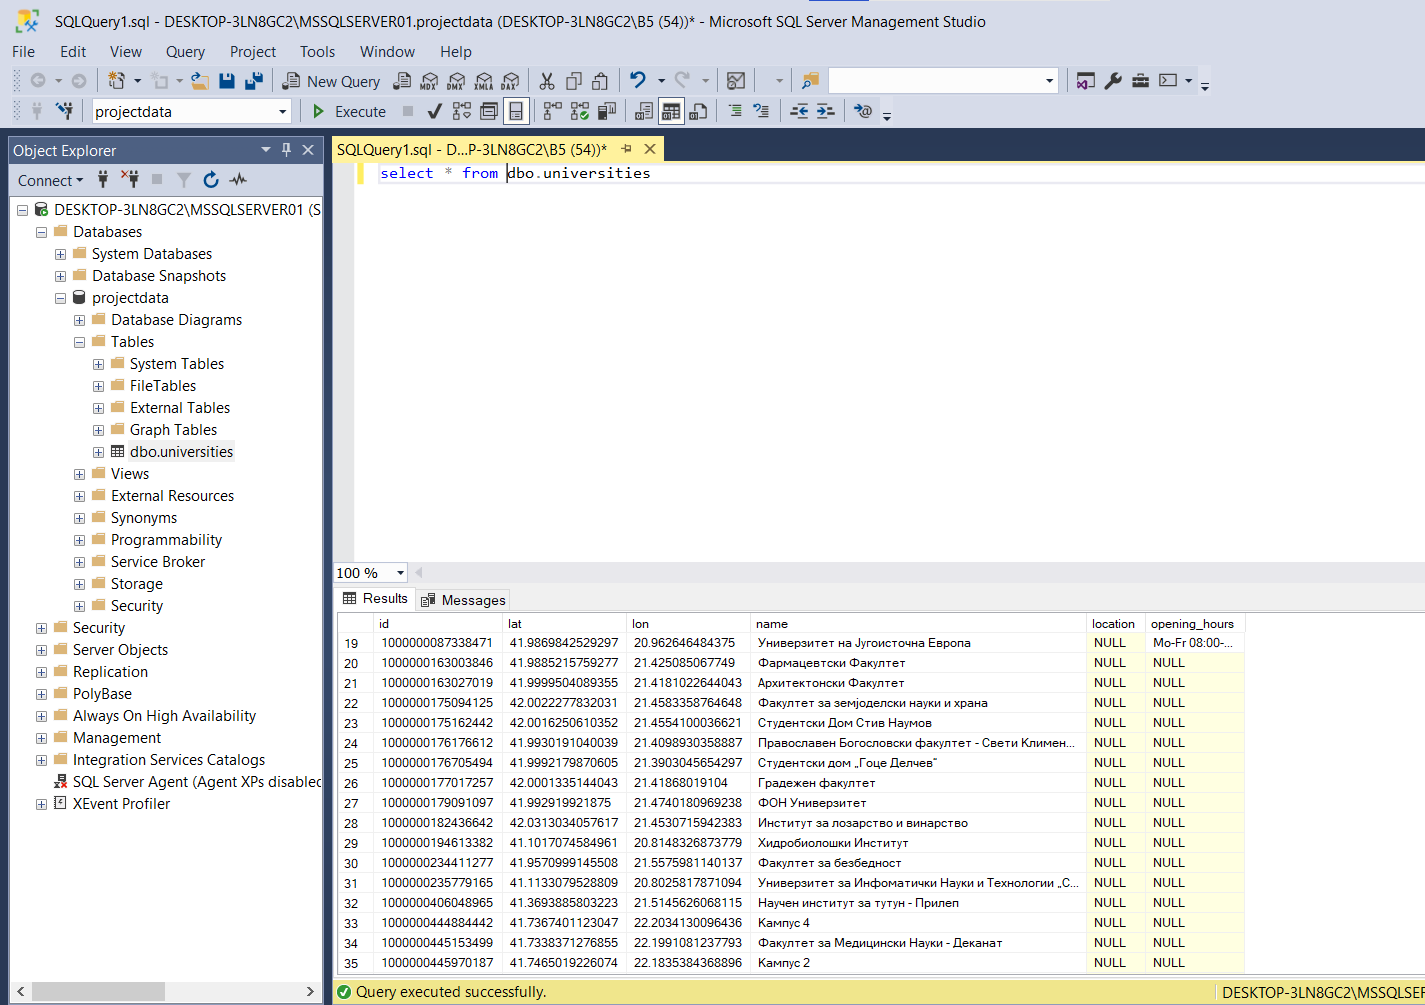 SQLQuery1.sql - DESKTOP-3LN8GC2\MSSQLSERVER01.projectdata (DESKTOP-3LN8GC2\B5 (54))* - Microsoft SQL Server Management Studio
File Edit View Query Project Tools Window Help
New Query MDX DMX XMLA DAX
projectdata Execute
Object Explorer
Connect
DESKTOP-3LN8GC2\MSSQLSERVER01 (S
Databases
System Databases
Database Snapshots
projectdata
Database Diagrams
Tables
System Tables
FileTables
External Tables
Graph Tables
dbo.universities
Views
External Resources
Synonyms
Programmability
Service Broker
Storage
Security
Security
Server Objects
Replication
PolyBase
Always On High Availability
Management
Integration Services Catalogs
SQL Server Agent (Agent XPs disabled
XEvent Profiler
SQLQuery1.sql - D...P-3LN8GC2\B5 (54))*
select * from dbo.universities
100 %
Results Messages
id lat lon name location opening_hours
19 1000000087338471 41.9869842529297 20.962646484375 Универзитет на Југоисточна Европа NULL Mo-Fr 08:00-...
20 1000000163003846 41.9885215759277 21.425085067749 Фармацевтски Факултет NULL NULL
21 1000000163027019 41.9999504089355 21.4181022644043 Архитектонски Факултет NULL NULL
22 1000000175094125 42.0022277832031 21.4583358764648 Факултет за земјоделски науки и храна NULL NULL
23 1000000175162442 42.0016250610352 21.4554100036621 Студентски Дом Стив Наумов NULL NULL
24 1000000176176612 41.9930191040039 21.4098930358887 Православен Богословски факултет - Свети Климен... NULL NULL
25 1000000176705494 41.9992179870605 21.3903045654297 Студентски дом „Гоце Делчев“ NULL NULL
26 1000000177017257 42.0001335144043 21.41868019104 Градежен факултет NULL NULL
27 1000000179091097 41.992919921875 21.4740180969238 ФОН Универзитет NULL NULL
28 1000000182436642 42.0313034057617 21.4530715942383 Институт за лозарство и винарство NULL NULL
29 1000000194613382 41.1017074584961 20.8148326873779 Хидробиолошки Институт NULL NULL
30 1000000234411277 41.9570999145508 21.5575981140137 Факултет за безбедност NULL NULL
31 1000000235779165 41.1133079528809 20.8025817871094 Универзитет за Инфоматички Науки и Технологии „С... NULL NULL
32 1000000406048965 41.3693885803223 21.5145626068115 Научен институт за тутун - Прилеп NULL NULL
33 1000000444884442 41.7367401123047 22.2034130096436 Кампус 4 NULL NULL
34 1000000445153499 41.7338371276855 22.1991081237793 Факултет за Медицински Науки - Деканат NULL NULL
35 1000000445970187 41.7465019226074 22.1835384368896 Кампус 2 NULL NULL
Query executed successfully. DESKTOP-3LN8GC2\MSSQLSEF